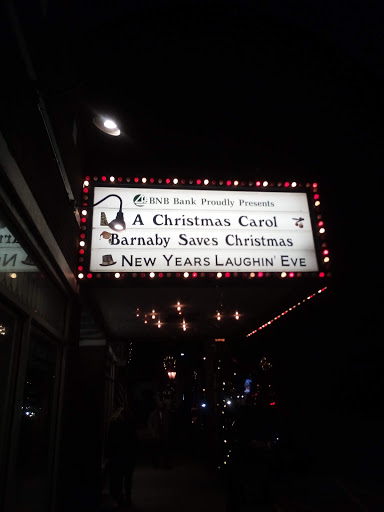 BNB Bank Proudly Presents
A Christmas Carol
Barnaby Saves Christmas
New Years Laughin' Eve